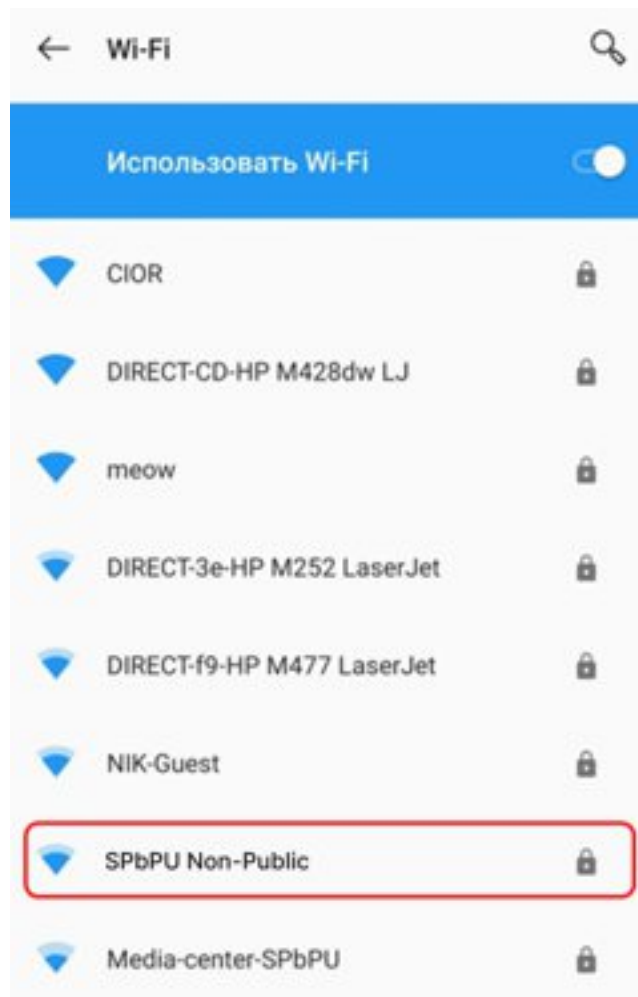 Wi-Fi
Использовать Wi-Fi
CIOR
DIRECT-CD-HP M428dw LJ
meow
DIRECT-3e-HP M252 LaserJet
DIRECT-f9-HP M477 LaserJet
NIK-Guest
SPbPU Non-Public
Media-center-SPbPU